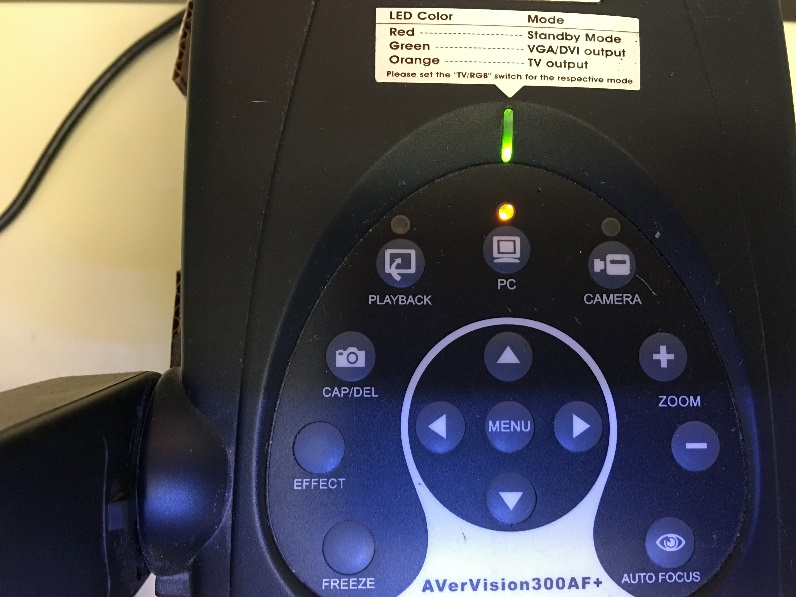 LED Color Mode
Red Standby Mode
Green VGA/DVI output
Orange TV output
Please set the "TV/RGB" switch for the respective mode
PLAYBACK
PC
CAMERA
CAP/DEL
ZOOM
MENU
EFFECT
FREEZE
AVerVision300AF+
AUTO FOCUS